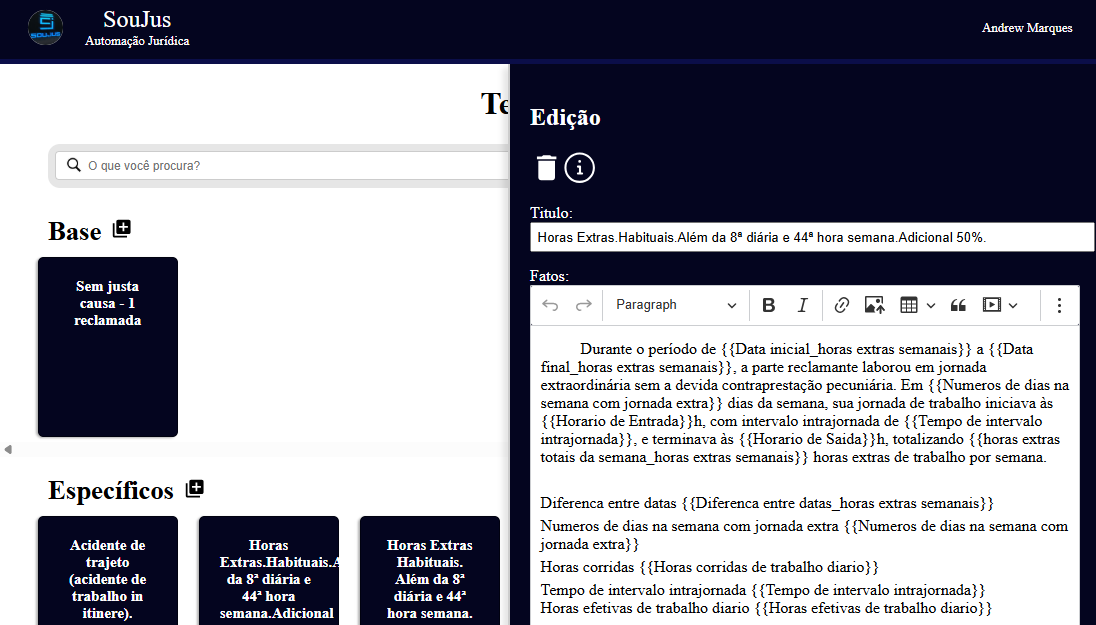 SOUJUS
SouJus
Automação Jurídica
Andrew Marques
Te
O que você procura?
Base
Sem justa
causa - 1
reclamada
Específicos
Acidente de
trajeto
(acidente de
trabalho in
itinere).
Horas
Extras.Habituais.A
da 8ª diária e
44ª hora
semana.Adicional
Horas Extras
Habituais.
Além da 8ª
diária e 44ª
hora semana.
Edição
Titulo:
Horas Extras.Habituais.Além da 8ª diária e 44ª hora semana.Adicional 50%.
Fatos:
Paragraph
B I
Durante o período de {{Data inicial_horas extras semanais}} a {{Data
final_horas extras semanais}}, a parte reclamante laborou em jornada
extraordinária sem a devida contraprestação pecuniária. Em {{Numeros de dias na
semana com jornada extra}} dias da semana, sua jornada de trabalho iniciava às
{{Horario de Entrada}}h, com intervalo intrajornada de {{Tempo de intervalo
intrajornada}}, e terminava às {{Horario de Saida}}h, totalizando {{horas extras
totais da semana_horas extras semanais}} horas extras de trabalho por semana.
Diferenca entre datas {{Diferenca entre datas_horas extras semanais}}
Numeros de dias na semana com jornada extra {{Numeros de dias na semana com
jornada extra}}
Horas corridas {{Horas corridas de trabalho diario}}
Tempo de intervalo intrajornada {{Tempo de intervalo intrajornada}}
Horas efetivas de trabalho diario {{Horas efetivas de trabalho diario}}